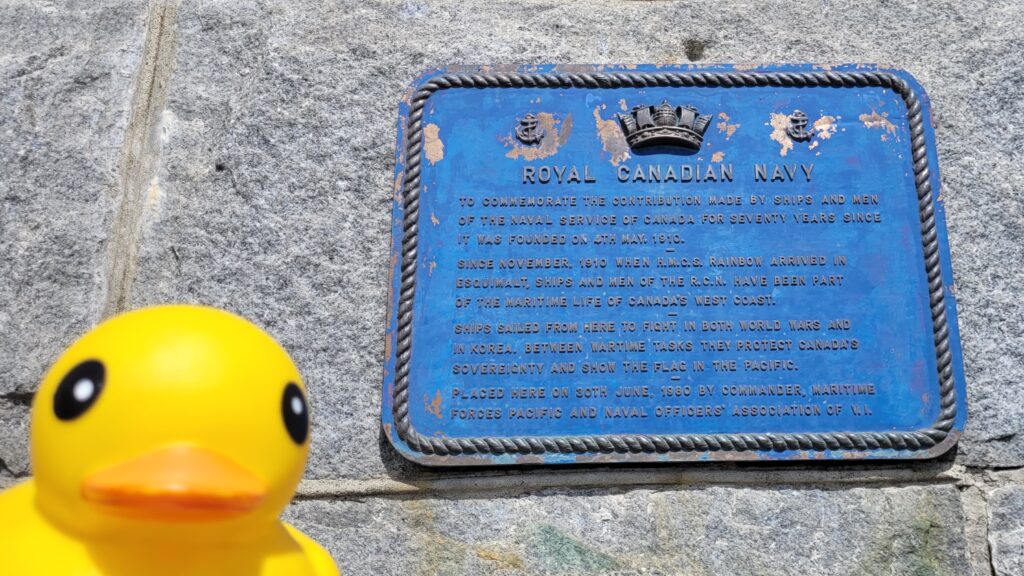 ROYAL CANADIAN NAVY
TO COMMEMORATE THE CONTRIBUTION MADE BY SHIPS AND MEN
OF THE NAVAL SERVICE OF CANADA FOR SEVENTY YEARS SINCE
IT WAS FOUNDED ON 4TH MAY, 1910.
SINCE NOVEMBER, 1910 WHEN H.M.C.S. RAINBOW ARRIVED IN
ESQUIMALT, SHIPS AND MEN OF THE R.C.N. HAVE BEEN PART
OF THE MARITIME LIFE OF CANADA'S WEST COAST.
SHIPS SAILED FROM HERE TO FIGHT IN BOTH WORLD WARS AND
IN KOREA. BETWEEN WARTIME TASKS THEY PROTECT CANADA'S
SOVEREIGNTY AND SHOW THE FLAG IN THE PACIFIC.
PLACED HERE ON 30TH JUNE, 1980 BY COMMANDER, MARITIME
FORCES PACIFIC AND NAVAL OFFICERS' ASSOCIATION OF V.I.